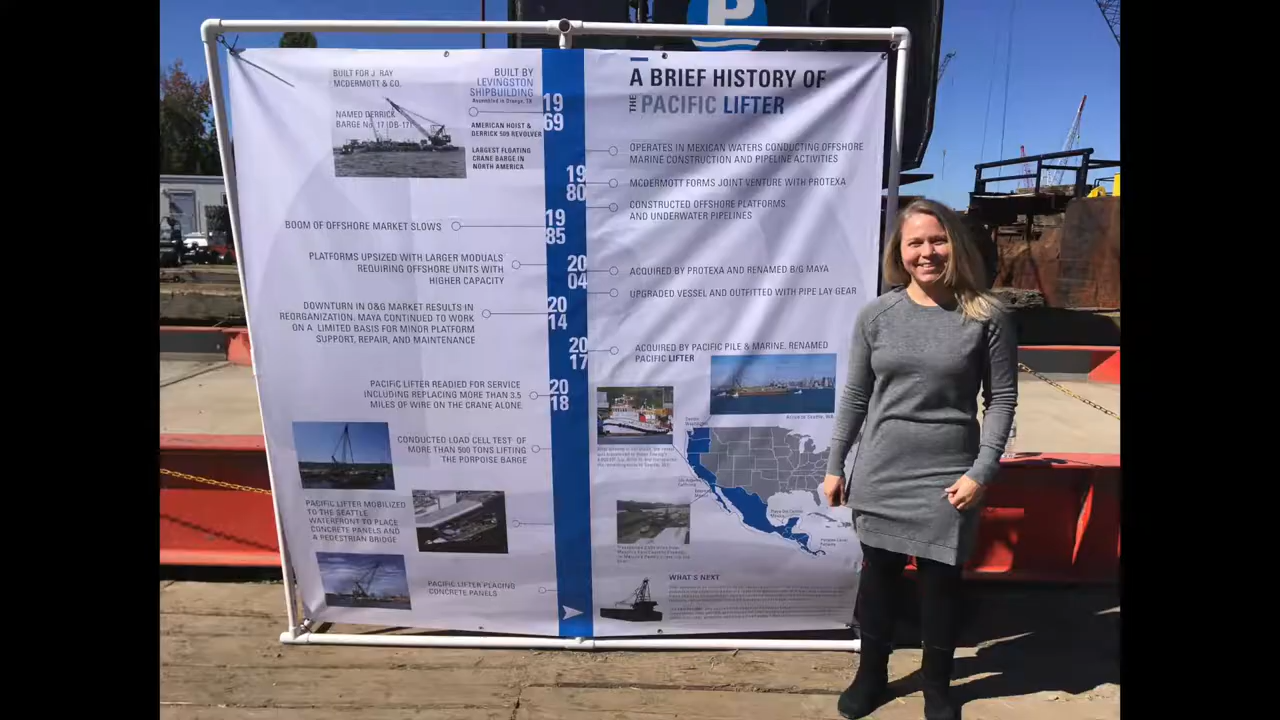 P
A BRIEF HISTORY OF
THE PACIFIC LIFTER
BUILT FOR J. RAY
MCDERMOTT & CO.
NAMED DERRICK
BARGE No. 17 (DB-17)
BUILT BY
LEVINGSTON
SHIPBUILDING
Assembled in Orange, TX
AMERICAN HOIST &
DERRICK 509 REVOLVER
LARGEST FLOATING
CRANE BARGE IN
NORTH AMERICA
19
69
OPERATES IN MEXICAN WATERS CONDUCTING OFFSHORE
MARINE CONSTRUCTION AND PIPELINE ACTIVITIES
19
80
MCDERMOTT FORMS JOINT VENTURE WITH PROTEXA
CONSTRUCTED OFFSHORE PLATFORMS
AND UNDERWATER PIPELINES
BOOM OF OFFSHORE MARKET SLOWS
19
85
PLATFORMS UPSIZED WITH LARGER MODUALS
REQUIRING OFFSHORE UNITS WITH
HIGHER CAPACITY
20
04
ACQUIRED BY PROTEXA AND RENAMED B/G MAYA
UPGRADED VESSEL AND OUTFITTED WITH PIPE LAY GEAR
DOWNTURN IN O&G MARKET RESULTS IN
REORGANIZATION. MAYA CONTINUED TO WORK
ON A LIMITED BASIS FOR MINOR PLATFORM
SUPPORT, REPAIR, AND MAINTENANCE
20
14
20
17
ACQUIRED BY PACIFIC PILE & MARINE. RENAMED
PACIFIC LIFTER
PACIFIC LIFTER READIED FOR SERVICE
INCLUDING REPLACING MORE THAN 3.5
MILES OF WIRE ON THE CRANE ALONE.
20
18
CONDUCTED LOAD CELL TEST OF
MORE THAN 500 TONS LIFTING
THE PORPOISE BARGE
PACIFIC LIFTER MOBILIZED
TO THE SEATTLE
WATERFRONT TO PLACE
CONCRETE PANELS AND
A PEDESTRIAN BRIDGE
PACIFIC LIFTER PLACING
CONCRETE PANELS
WHAT'S NEXT